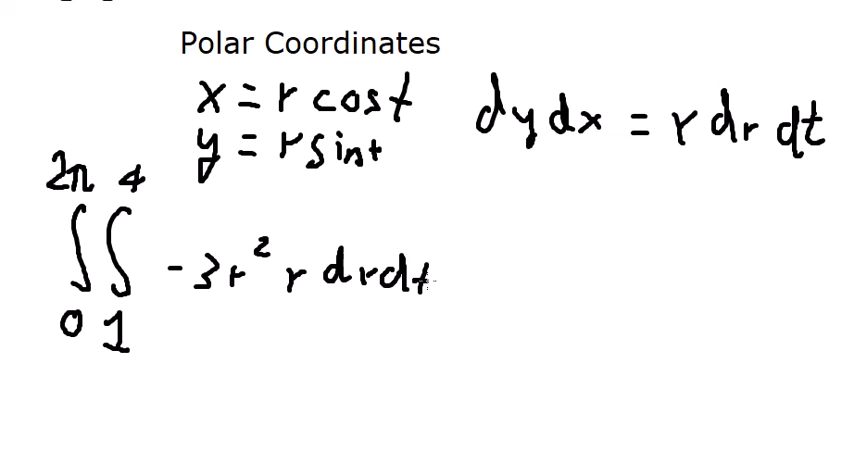 Polar Coordinates
x = r cos t
y = r sin t
dy dx = r dr dt
2π 4
∫∫ -3r² r dr dt
0 1